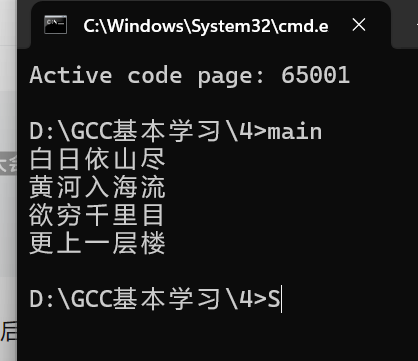 C:\Windows\System32\cmd.e
Active code page: 65001
D:\GCC基本学习\4>main
白日依山尽
黄河入海流
欲穷千里目
更上一层楼
D:\GCC基本学习\4>S
后